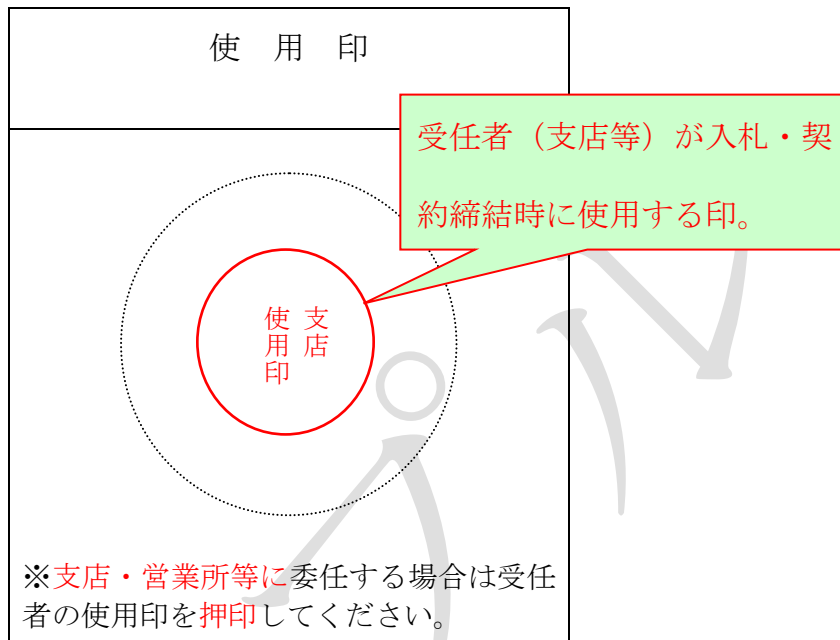 使　用　印
受任者（支店等）が入札・契
約締結時に使用する印。
支店
使用印
※支店・営業所等に委任する場合は受任
者の使用印を押印してください。